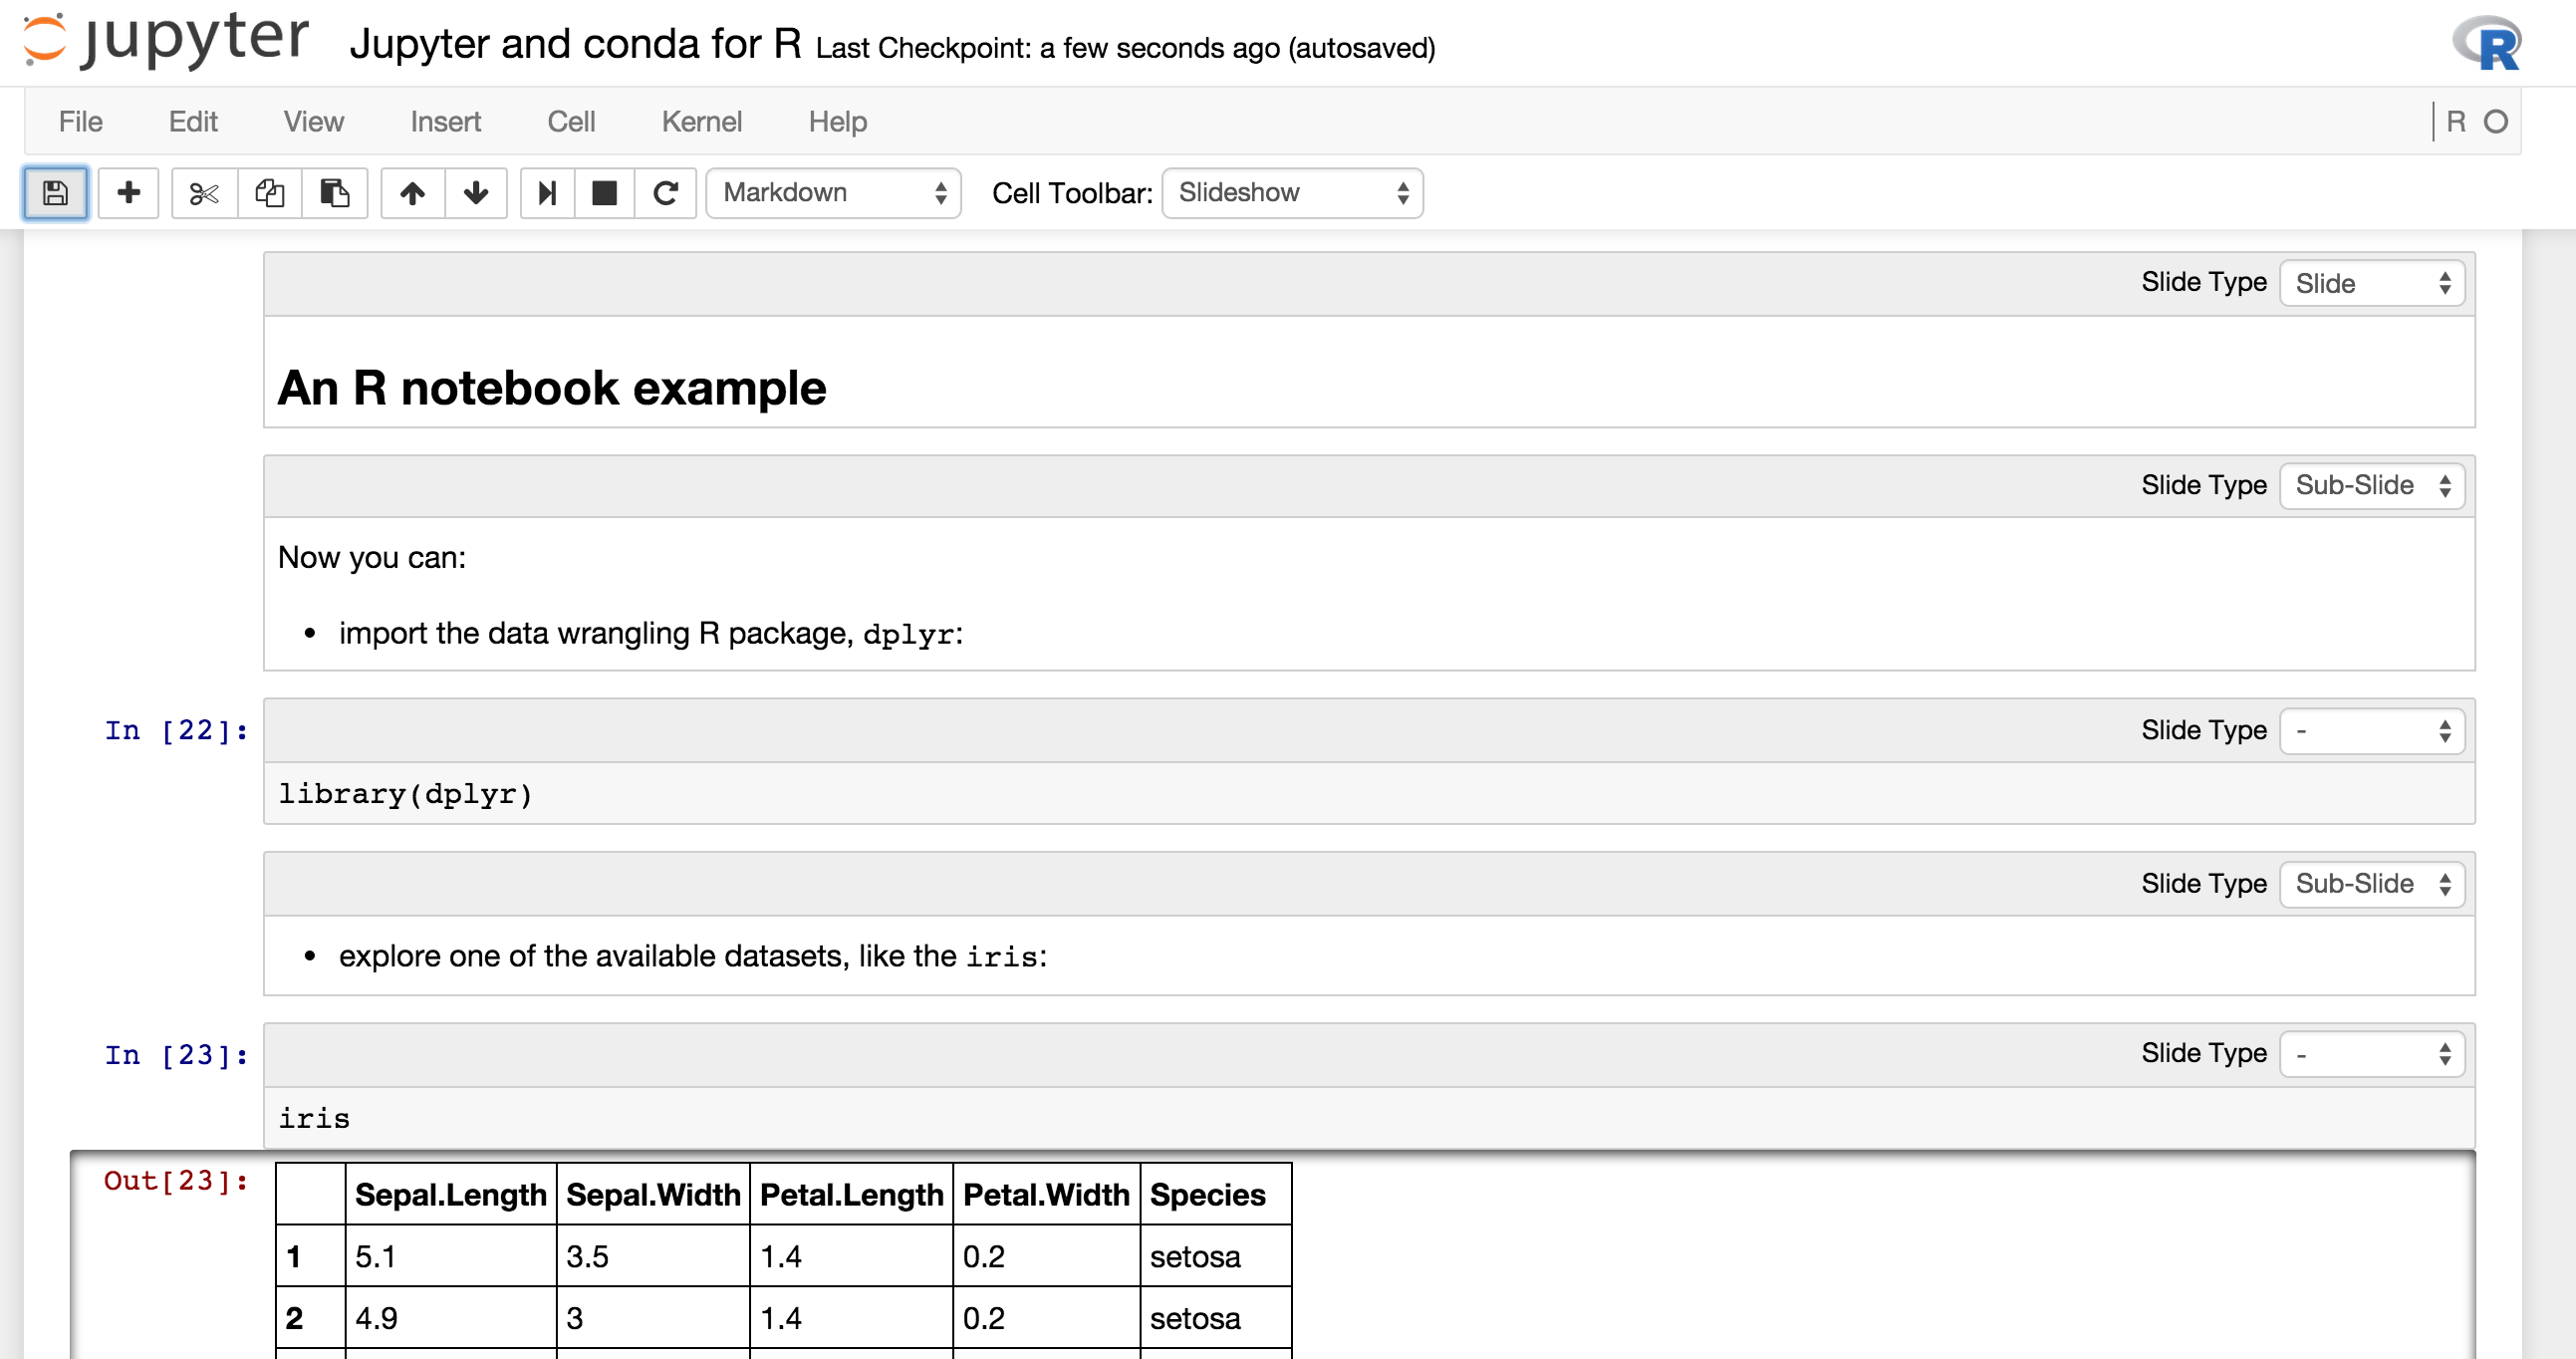 jupyter Jupyter and conda for R Last Checkpoint: a few seconds ago (autosaved) R
File Edit View Insert Cell Kernel Help R
Markdown Cell Toolbar: Slideshow
Slide Type Slide
An R notebook example
Slide Type Sub-Slide
Now you can:
• import the data wrangling R package, dplyr:
In [22]: Slide Type -
library(dplyr)
Slide Type Sub-Slide
• explore one of the available datasets, like the iris:
In [23]: Slide Type -
iris
Out[23]: Sepal.Length Sepal.Width Petal.Length Petal.Width Species
1 5.1 3.5 1.4 0.2 setosa
2 4.9 3 1.4 0.2 setosa